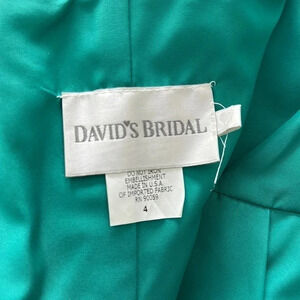 DAVID'S BRIDAL
DO NOT IRON
EMBELLISHMENT
MADE IN U.S.A.
OF IMPORTED FABRIC
RN 90059
4